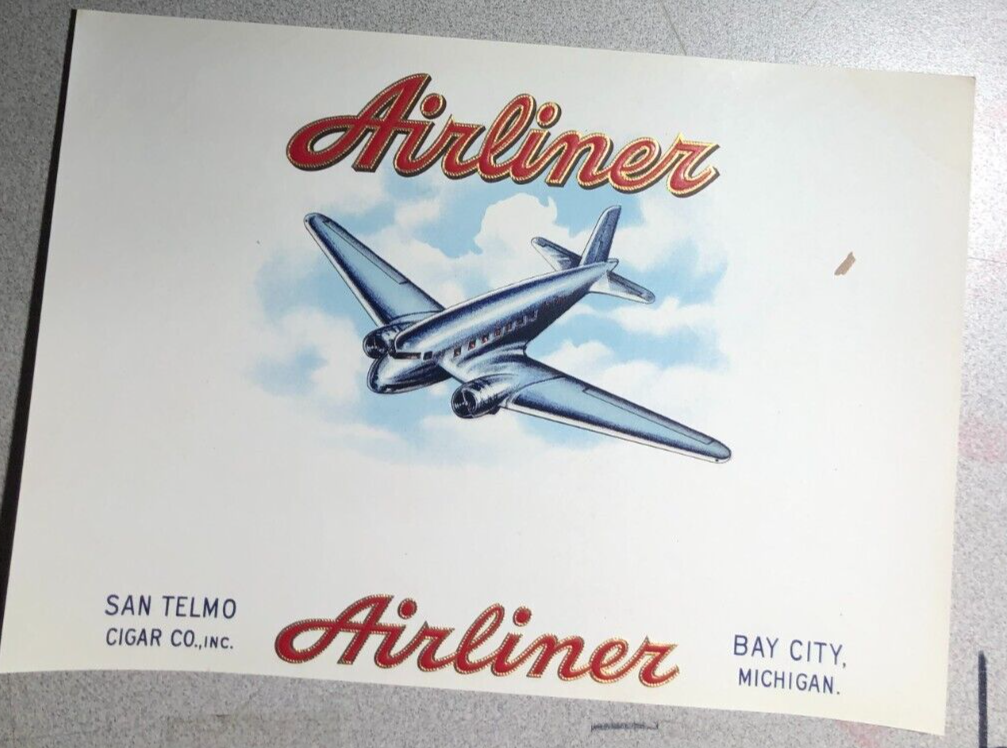 Airliner
SAN TELMO
CIGAR CO., INC.
Airliner
BAY CITY,
MICHIGAN.